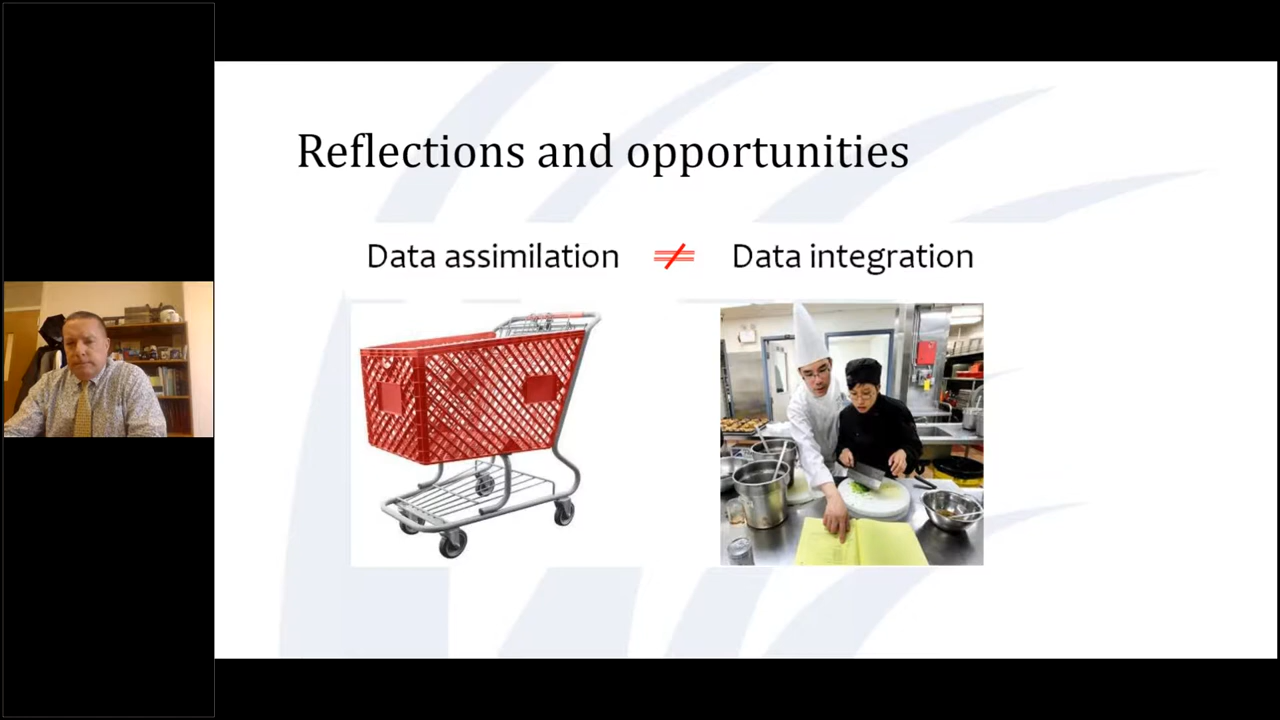 Reflections and opportunities
Data assimilation ≠ Data integration